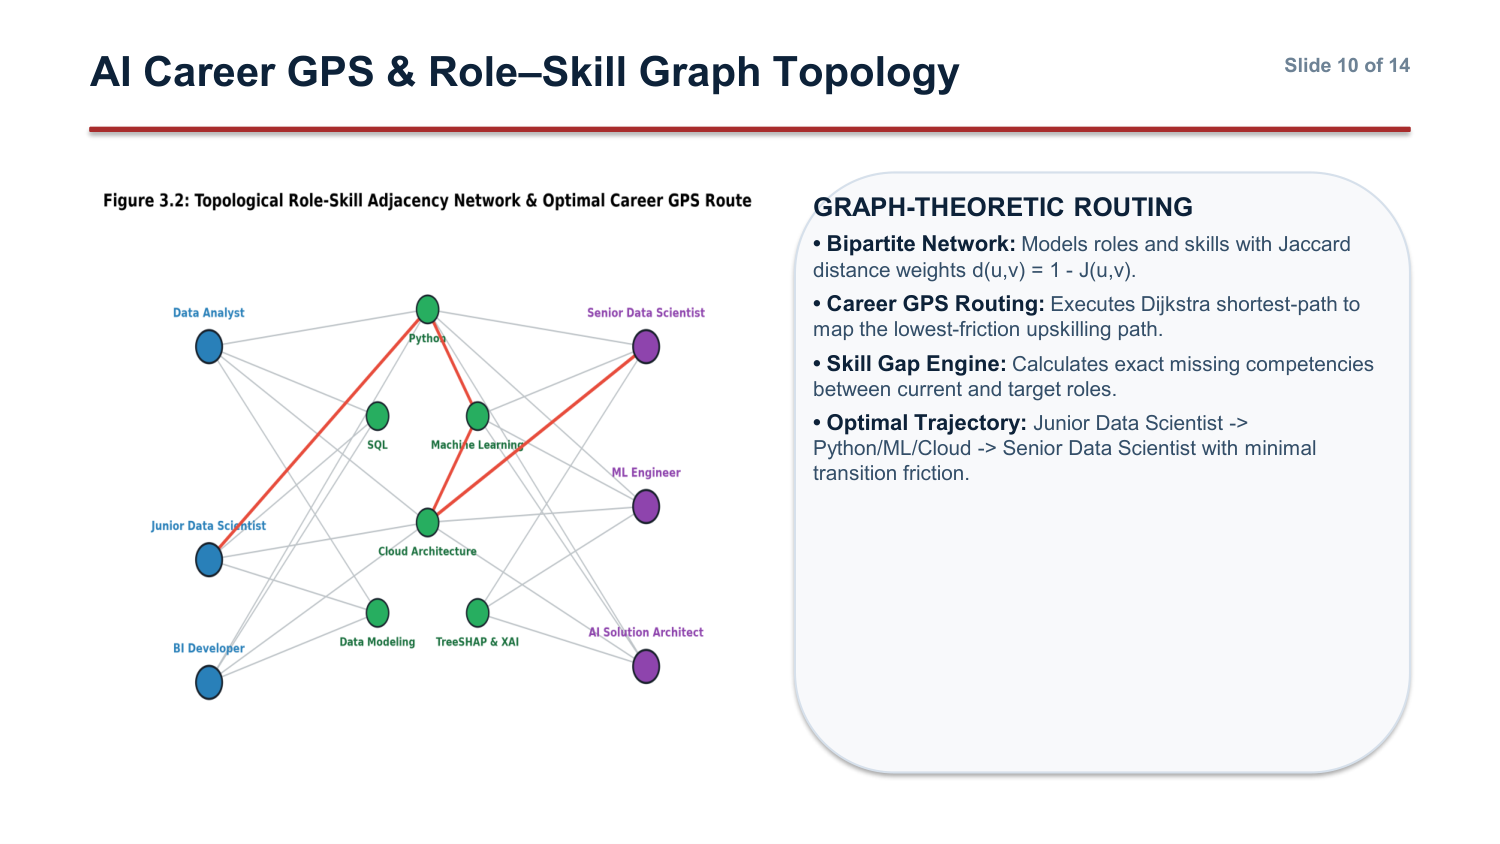 AI Career GPS & Role–Skill Graph Topology
Slide 10 of 14
Figure 3.2: Topological Role-Skill Adjacency Network & Optimal Career GPS Route
Data Analyst
Senior Data Scientist
Python
SQL
Machine Learning
ML Engineer
Junior Data Scientist
Cloud Architecture
Data Modeling
TreeSHAP & XAI
AI Solution Architect
BI Developer
GRAPH-THEORETIC ROUTING
• Bipartite Network: Models roles and skills with Jaccard
distance weights d(u,v) = 1 - J(u,v).
• Career GPS Routing: Executes Dijkstra shortest-path to
map the lowest-friction upskilling path.
• Skill Gap Engine: Calculates exact missing competencies
between current and target roles.
• Optimal Trajectory: Junior Data Scientist ->
Python/ML/Cloud -> Senior Data Scientist with minimal
transition friction.